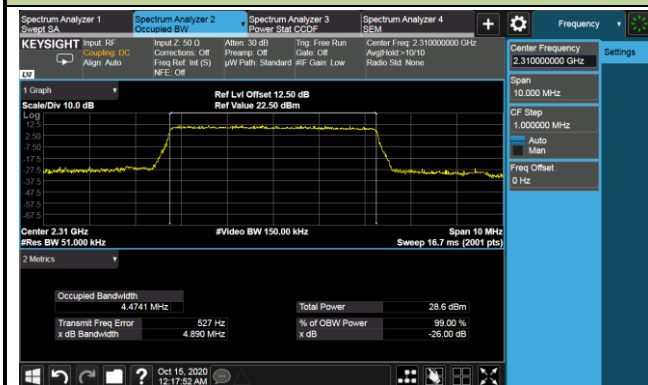 Spectrum Analyzer 1
Swept SA
Spectrum Analyzer 2
Occupied BW
Spectrum Analyzer 3
Power Stat CCDF
Spectrum Analyzer 4
SEM
+
Frequency
KEYSIGHT
Input: RF
Coupling: DC
Align: Auto
Input Z: 50 Ω
Corrections: Off
Freq Ref: Int (S)
NFE: Off
Atten: 30 dB
Preamp: Off
µW Path: Standard
Trig: Free Run
Gate: Off
#IF Gain: Low
Center Freq: 2.310000000 GHz
Avg|Hold:>10/10
Radio Std: None
Center Frequency
2.310000000 GHz
Settings
Span
10.000 MHz
CF Step
1.000000 MHz
Auto
Man
Freq Offset
0 Hz
LXI
1 Graph
Scale/Div 10.0 dB
Ref Lvl Offset 12.50 dB
Ref Value 22.50 dBm
Log
12.5
2.50
-7.50
-17.5
-27.5
-37.5
-47.5
-57.5
-67.5
Center 2.31 GHz
#Res BW 51.000 kHz
#Video BW 150.00 kHz
Span 10 MHz
Sweep 16.7 ms (2001 pts)
2 Metrics
Occupied Bandwidth
4.4741 MHz
Total Power 28.6 dBm
Transmit Freq Error 527 Hz
% of OBW Power 99.00 %
x dB Bandwidth 4.890 MHz
x dB -26.00 dB
?
Oct 15, 2020
12:17:52 AM